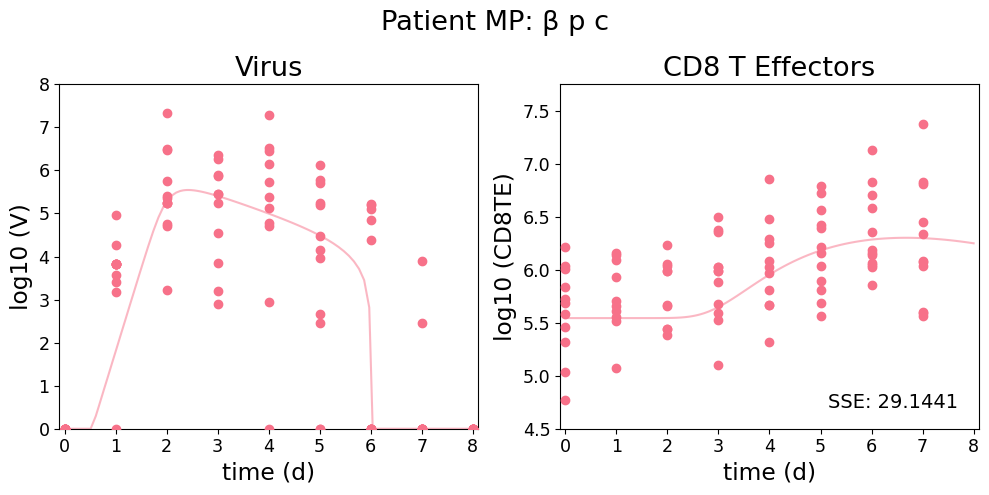 Patient MP: β p c
Virus
CD8 T Effectors
log10 (V)
8
7
6
5
4
3
2
1
0
0 1 2 3 4 5 6 7 8
time (d)
log10 (CD8TE)
7.5
7.0
6.5
6.0
5.5
5.0
4.5
SSE: 29.1441
0 1 2 3 4 5 6 7 8
time (d)